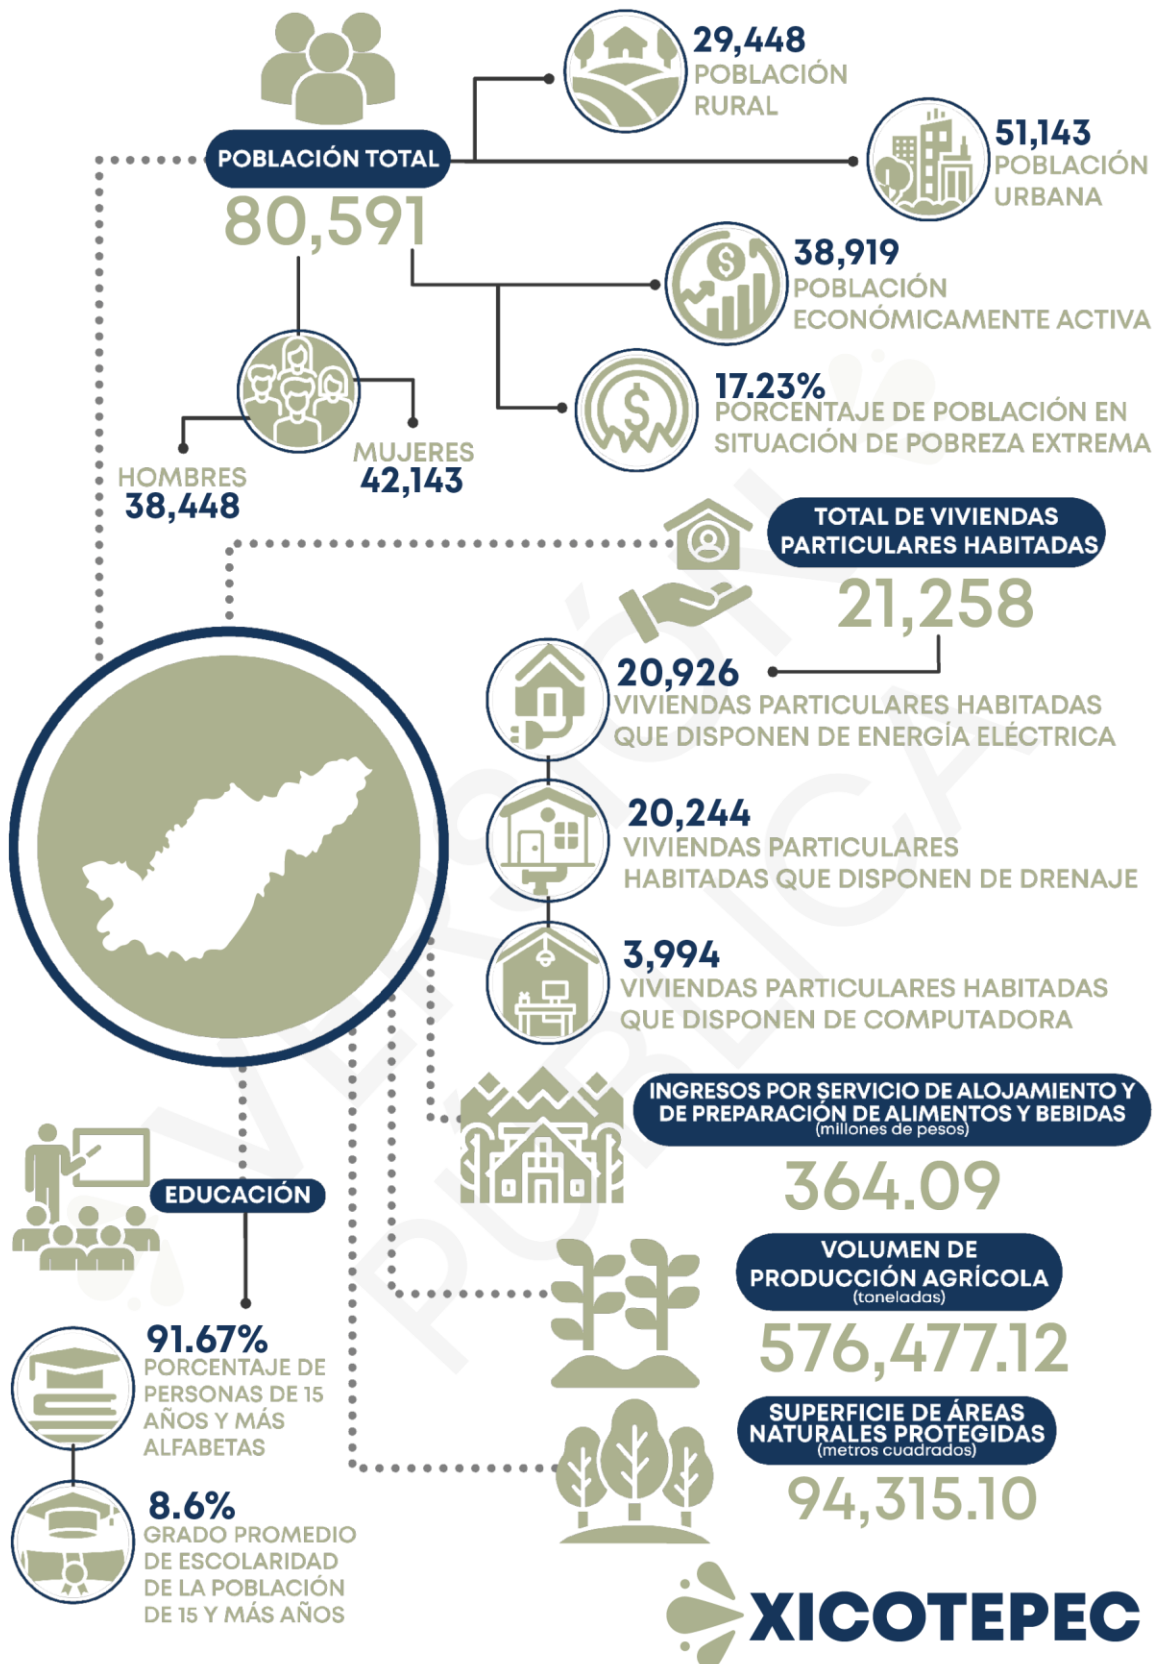 29,448
POBLACIÓN
RURAL
POBLACIÓN TOTAL
80,591
51,143
POBLACIÓN
URBANA
38,919
POBLACIÓN
ECONÓMICAMENTE ACTIVA
17.23%
PORCENTAJE DE POBLACIÓN EN
SITUACIÓN DE POBREZA EXTREMA
HOMBRES
38,448
MUJERES
42,143
TOTAL DE VIVIENDAS
PARTICULARES HABITADAS
21,258
20,926
VIVIENDAS PARTICULARES HABITADAS
QUE DISPONEN DE ENERGÍA ELÉCTRICA
20,244
VIVIENDAS PARTICULARES
HABITADAS QUE DISPONEN DE DRENAJE
3,994
VIVIENDAS PARTICULARES HABITADAS
QUE DISPONEN DE COMPUTADORA
INGRESOS POR SERVICIO DE ALOJAMIENTO Y
DE PREPARACIÓN DE ALIMENTOS Y BEBIDAS
(millones de pesos)
364.09
EDUCACIÓN
91.67%
PORCENTAJE DE
PERSONAS DE 15
AÑOS Y MÁS
ALFABETAS
8.6%
GRADO PROMEDIO
DE ESCOLARIDAD
DE LA POBLACIÓN
DE 15 Y MÁS AÑOS
VOLUMEN DE
PRODUCCIÓN AGRÍCOLA
(toneladas)
576,477.12
SUPERFICIE DE ÁREAS
NATURALES PROTEGIDAS
(metros cuadrados)
94,315.10
XICOTEPEC
VERSIÓN
PÚBLICA